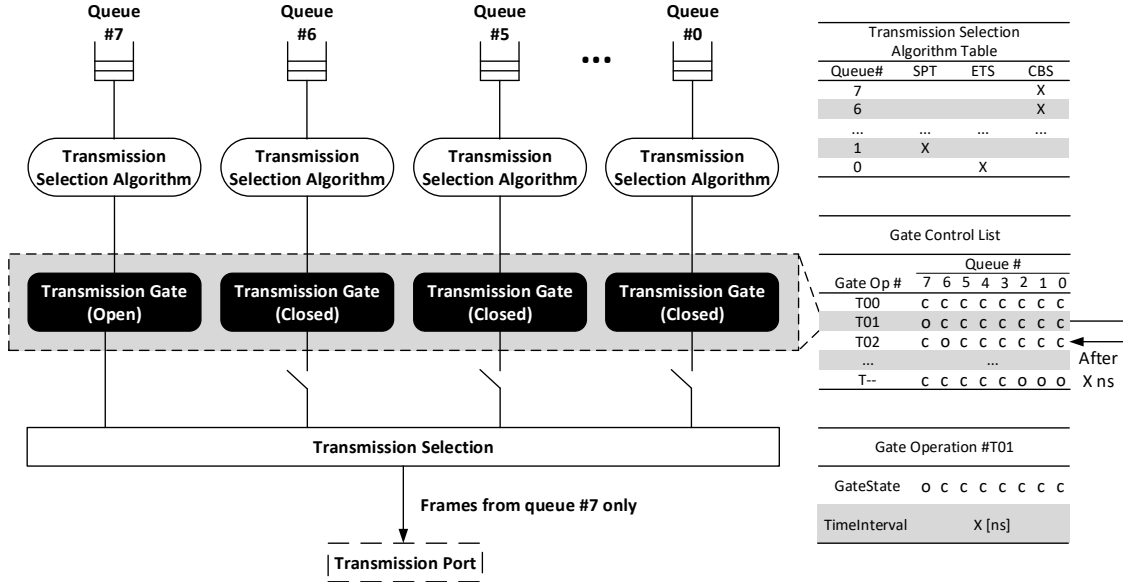 Queue
#7
Queue
#6
Queue
#5
...
Queue
#0
Transmission
Selection Algorithm
Transmission
Selection Algorithm
Transmission
Selection Algorithm
Transmission
Selection Algorithm
Transmission Gate
(Open)
Transmission Gate
(Closed)
Transmission Gate
(Closed)
Transmission Gate
(Closed)
Transmission Selection
Frames from queue #7 only
Transmission Port
Transmission Selection
Algorithm Table
Queue# SPT ETS CBS
7 X
6 X
... ... ... ...
1 X
0 X
Gate Control List
Queue #
Gate Op # 7 6 5 4 3 2 1 0
T00 c c c c c c c c
T01 o c c c c c c c
T02 c o c c c c c c
... ...
T-- c c c c c o o o
After
X ns
Gate Operation #T01
GateState o c c c c c c c
TimeInterval X [ns]